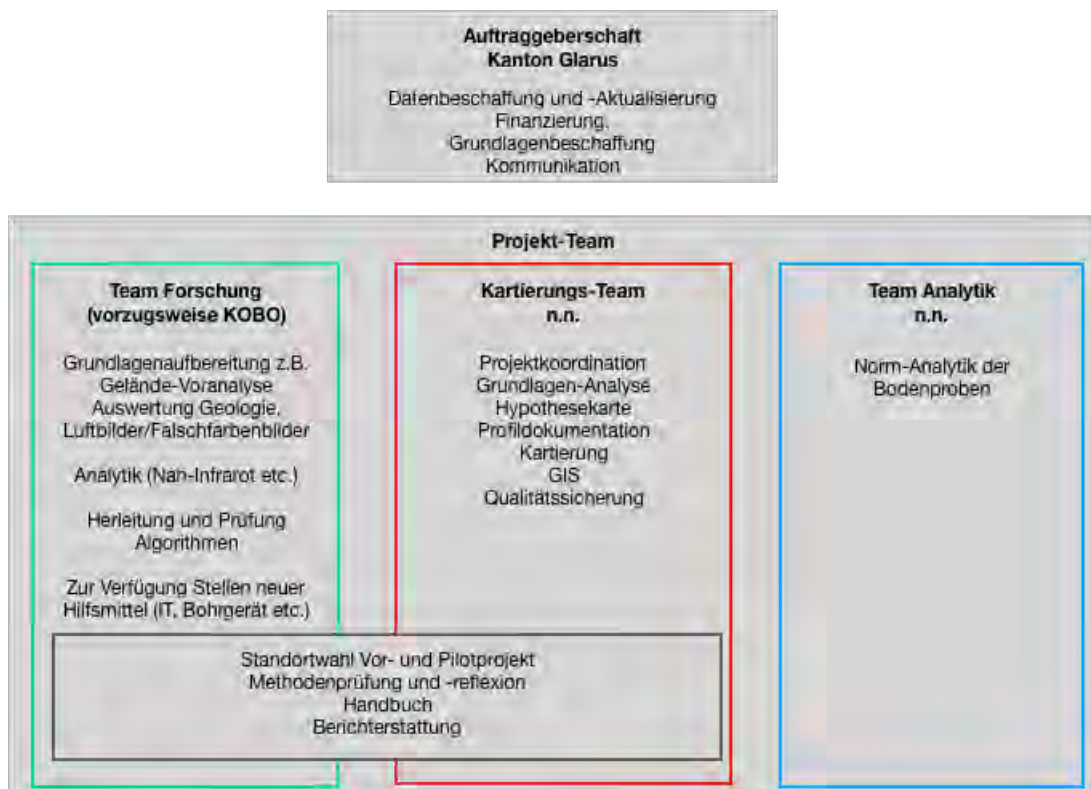 Auftraggeberschaft
Kanton Glarus
Datenbeschaffung und -Aktualisierung
Finanzierung,
Grundlagenbeschaffung
Kommunikation
Projekt-Team
Team Forschung
(vorzugsweise KOBO)
Grundlagenaufbereitung z.B.
Gelände-Voranalyse
Auswertung Geologie,
Luftbilder/Falschfarbenbilder
Analytik (Nah-Infrarot etc.)
Herleitung und Prüfung
Algorithmen
Zur Verfügung Stellen neuer
Hilfsmittel (IT, Bohrgerät etc.)
Kartierungs-Team
n.n.
Projektkoordination
Grundlagen-Analyse
Hypothesekarte
Profildokumentation
Kartierung
GIS
Qualitätssicherung
Team Analytik
n.n.
Norm-Analytik der
Bodenproben
Standortwahl Vor- und Pilotprojekt
Methodenprüfung und -reflexion
Handbuch
Berichterstattung